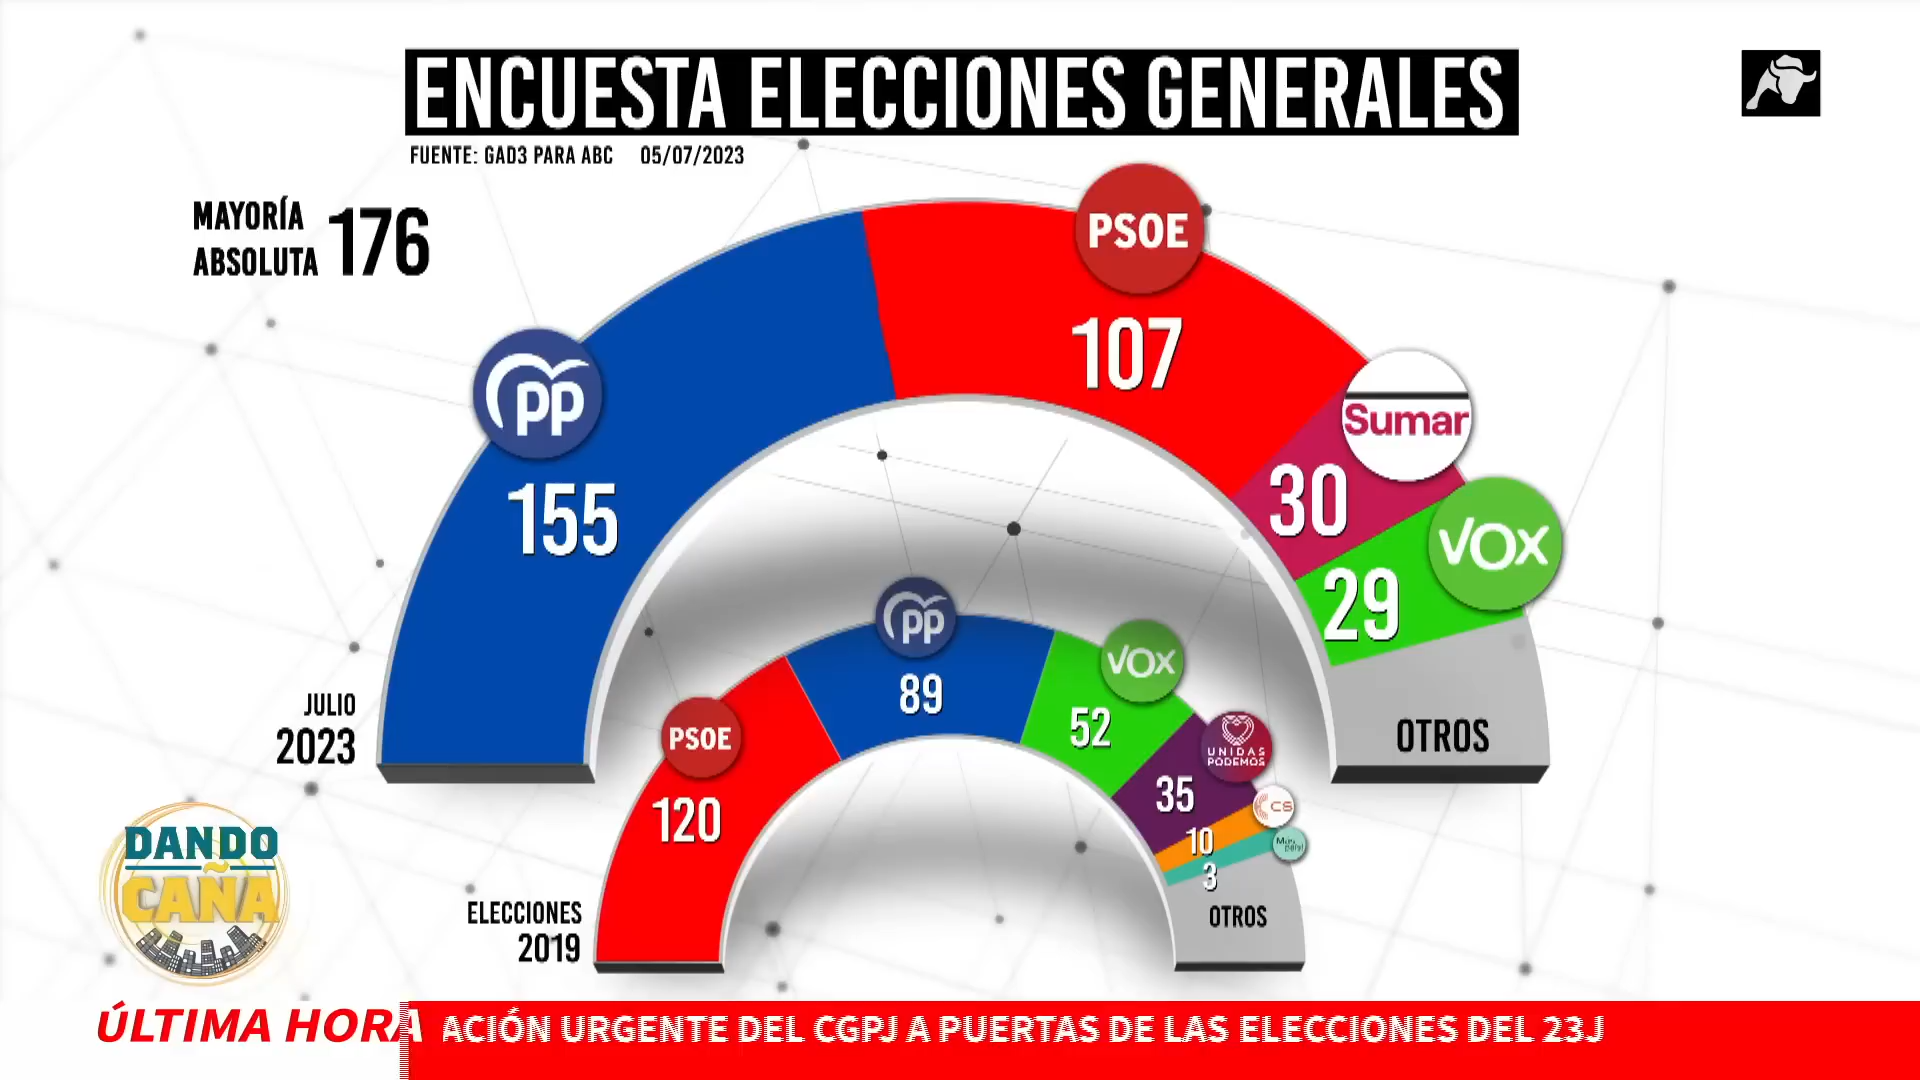 ENCUESTA ELECCIONES GENERALES
FUENTE: GAD3 PARA ABC 05/07/2023
MAYORÍA
ABSOLUTA 176
PSOE
107
pp
155
Sumar
30
VOX
29
OTROS
JULIO
2023
pp
89
VOX
52
PSOE
120
UNIDAS
PODEMOS
35
CS
10
3
OTROS
ELECCIONES
2019
DANDO
CAÑA
ÚLTIMA HORA ACIÓN URGENTE DEL CGPJ A PUERTAS DE LAS ELECCIONES DEL 23J